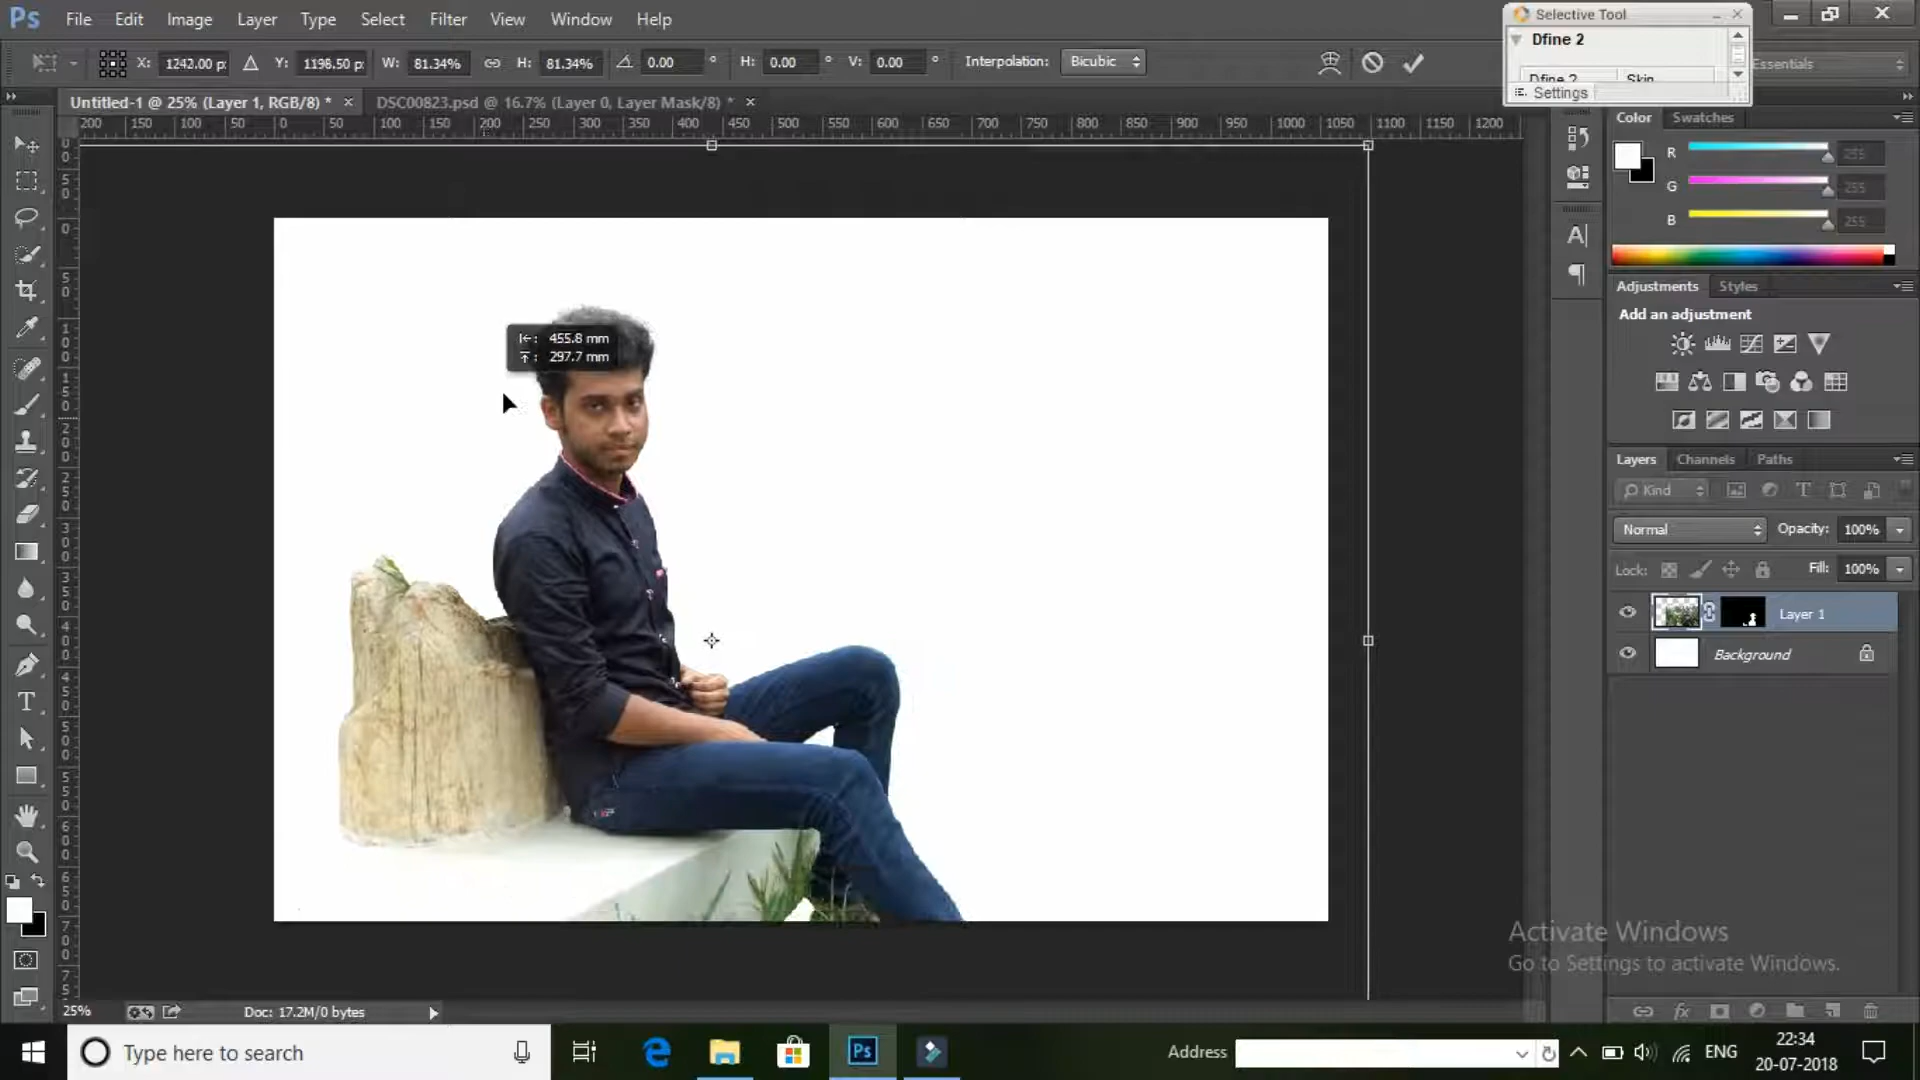 Ps File Edit Image Layer Type Select Filter View Window Help
Selective Tool
Dfine 2
Dfine 2 Skin
Settings
X: 1242.00 p Y: 1198.50 p W: 81.34% H: 81.34% 0.00 ° H: 0.00 ° V: 0.00 ° Interpolation: Bicubic
Essentials
Untitled-1 @ 25% (Layer 1, RGB/8) * × DSC00823.psd @ 16.7% (Layer 0, Layer Mask/8) * ×
200 150 100 50 0 50 100 150 200 250 300 350 400 450 500 550 600 650 700 750 800 850 900 950 1000 1050 1100 1150 1200
Color Swatches
R 255
G 255
B 255
Adjustments Styles
Add an adjustment
455.8 mm
297.7 mm
Layers Channels Paths
Kind
Normal Opacity: 100%
Lock: Fill: 100%
Layer 1
Background
Activate Windows
Go to Settings to activate Windows.
25% Doc: 17.2M/0 bytes
Type here to search
Ps
Address
ENG
22:34
20-07-2018